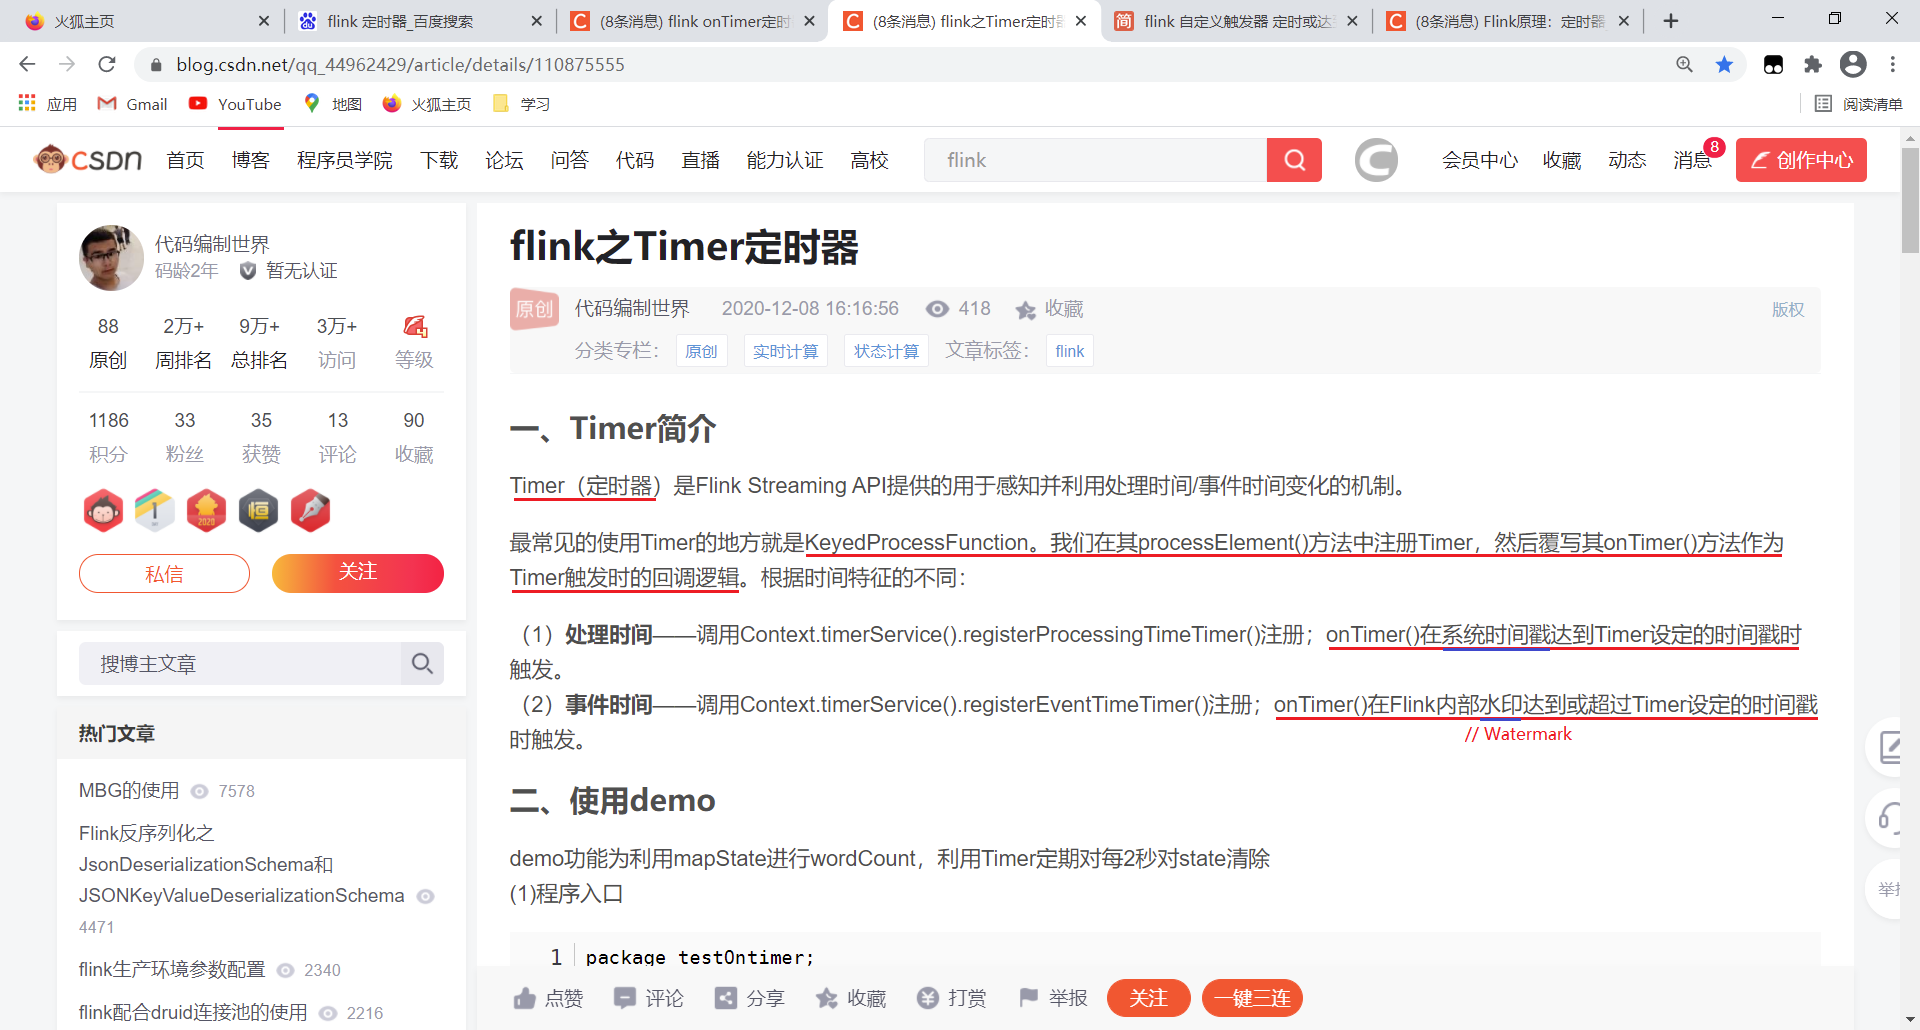 火狐主页
flink 定时器_百度搜索
(8条消息) flink onTimer定时
(8条消息) flink之Timer定时器
flink 自定义触发器 定时或达到
(8条消息) Flink原理：定时器
blog.csdn.net/qq_44962429/article/details/110875555
应用 Gmail YouTube 地图 火狐主页 学习 阅读清单
CSDN 首页 博客 程序员学院 下载 论坛 问答 代码 直播 能力认证 高校 flink 会员中心 收藏 动态 消息 8 创作中心
代码编制世界
码龄2年 暂无认证
88 2万+ 9万+ 3万+
原创 周排名 总排名 访问 等级
1186 33 35 13 90
积分 粉丝 获赞 评论 收藏
2020
私信 关注
搜博主文章
热门文章
MBG的使用 7578
Flink反序列化之
JsonDeserializationSchema和
JSONKeyValueDeserializationSchema
4471
flink生产环境参数配置 2340
flink配合druid连接池的使用 2216
flink之Timer定时器
原创 代码编制世界 2020-12-08 16:16:56 418 收藏 版权
分类专栏： 原创 实时计算 状态计算 文章标签： flink
一、Timer简介
Timer（定时器）是Flink Streaming API提供的用于感知并利用处理时间/事件时间变化的机制。
最常见的使用Timer的地方就是KeyedProcessFunction。我们在其processElement()方法中注册Timer，然后覆写其onTimer()方法作为
Timer触发时的回调逻辑。根据时间特征的不同：
（1）处理时间——调用Context.timerService().registerProcessingTimeTimer()注册；onTimer()在系统时间戳达到Timer设定的时间戳时
触发。
（2）事件时间——调用Context.timerService().registerEventTimeTimer()注册；onTimer()在Flink内部水印达到或超过Timer设定的时间戳
时触发。
// Watermark
二、使用demo
demo功能为利用mapState进行wordCount，利用Timer定期对每2秒对state清除
(1)程序入口
1 package testOntimer;
点赞 评论 分享 收藏 打赏 举报 关注 一键三连
举报